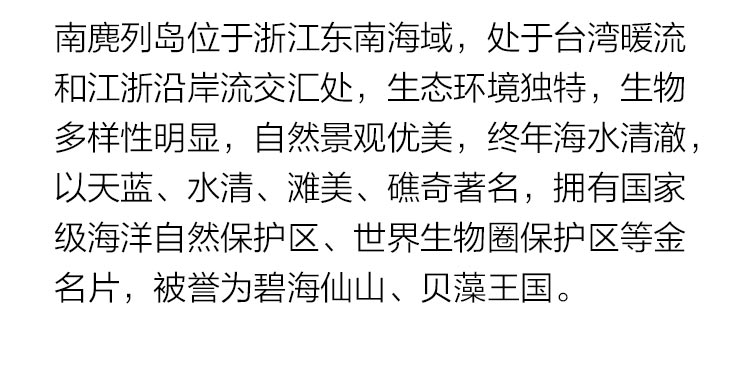 南麂列岛位于浙江东南海域，处于台湾暖流
和江浙沿岸流交汇处，生态环境独特，生物
多样性明显，自然景观优美，终年海水清澈，
以天蓝、水清、滩美、礁奇著名，拥有国家
级海洋自然保护区、世界生物圈保护区等金
名片，被誉为碧海仙山、贝藻王国。